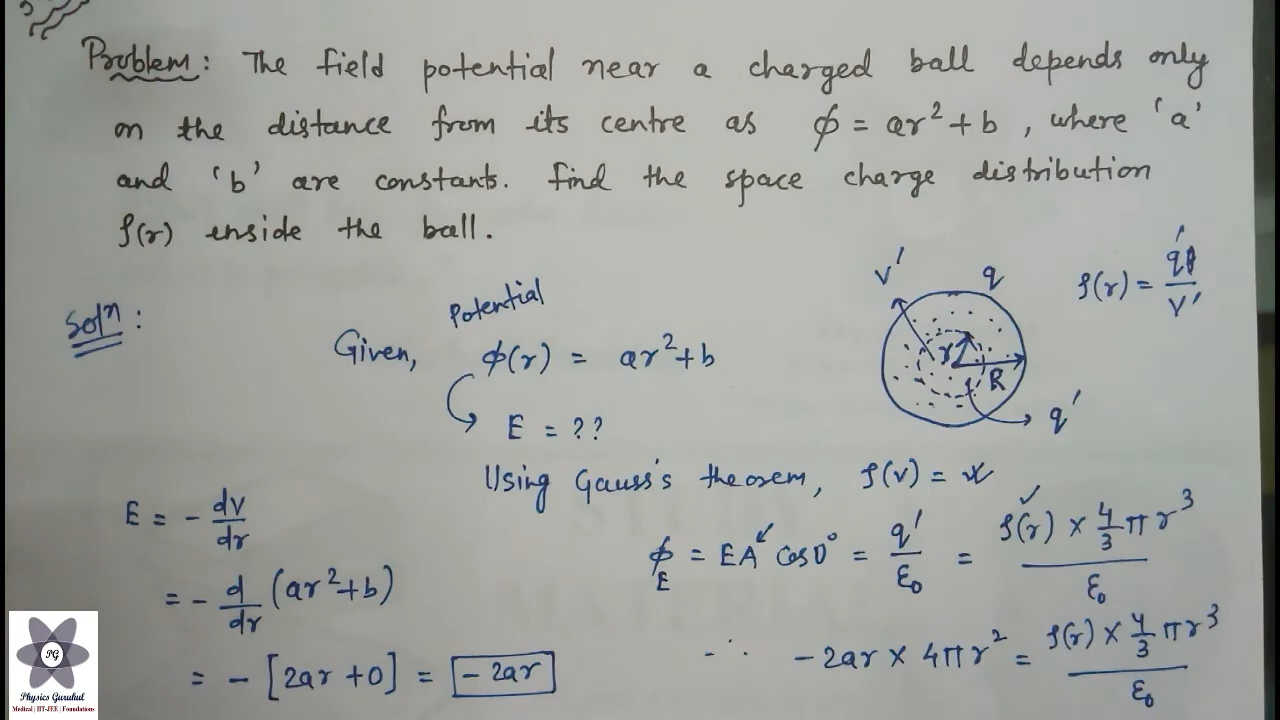 Problem: The field potential near a charged ball depends only
on the distance from its centre as ϕ = ar² + b , where 'a'
and 'b' are constants. Find the space charge distribution
ρ(r) inside the ball.
Solⁿ :
Given, ϕ(r) = ar² + b
Potential
E = ??
V'
q
r
R
q'
ρ(r) = q'/V'
Using Gauss's theorem, ρ(v) = x
E = - dv/dr
= - d/dr (ar² + b)
= - [2ar + 0] = - 2ar
ϕ_E = EA cos0° = q'/ε₀ = ρ(r) × 4/3 πr³ / ε₀
∴ - 2ar × 4πr² = ρ(r) × 4/3 πr³ / ε₀
PG
Physics Gurukul
Medical | IIT-JEE | Foundations